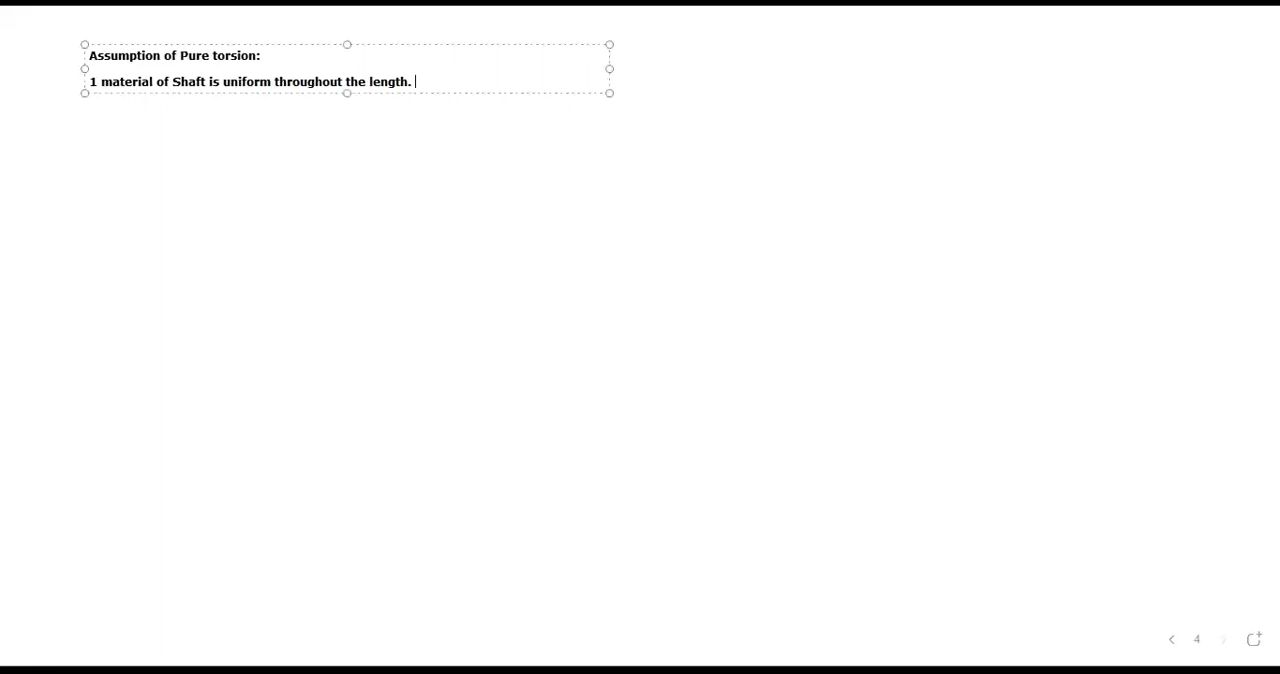 Assumption of Pure torsion:
1 material of Shaft is uniform throughout the length.
4